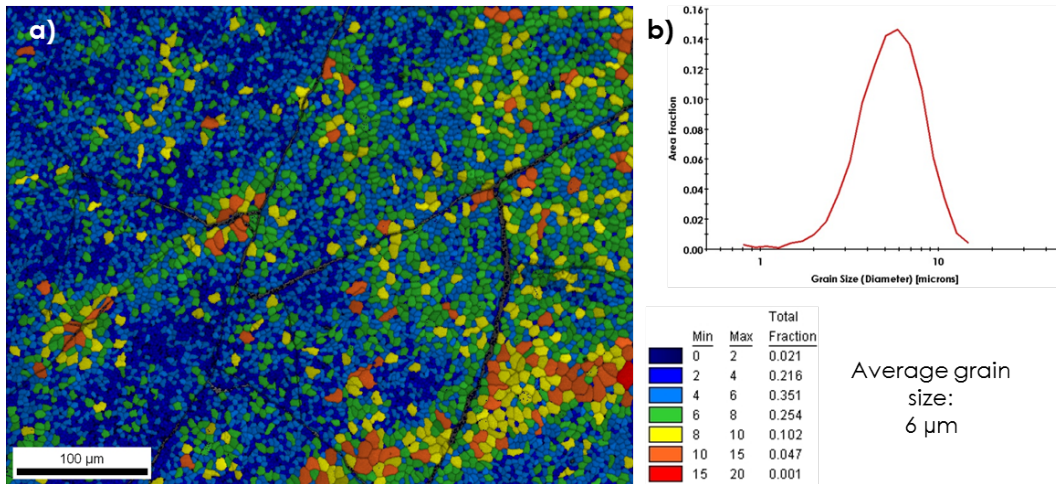 a)
100 µm
b)
0.16
0.14
0.12
0.10
0.08
0.06
0.04
0.02
0.00
Area Fraction
1
10
Grain Size (Diameter) [microns]
Total
Min Max Fraction
0 2 0.021
2 4 0.216
4 6 0.351
6 8 0.254
8 10 0.102
10 15 0.047
15 20 0.001
Average grain
size:
6 µm